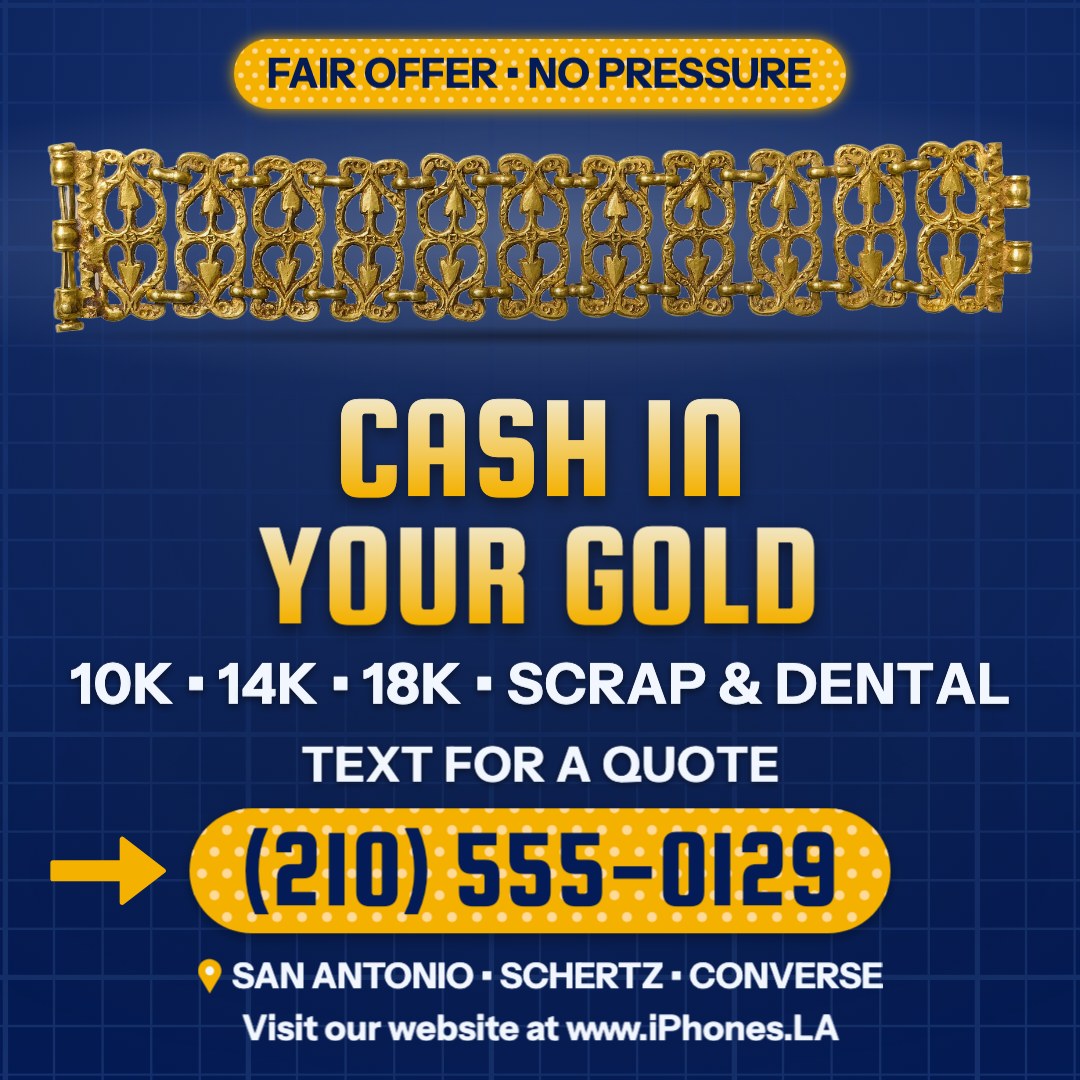 FAIR OFFER ▪ NO PRESSURE
CASH IN
YOUR GOLD
10K ▪ 14K ▪ 18K ▪ SCRAP & DENTAL
TEXT FOR A QUOTE
(210) 555-0129
SAN ANTONIO ▪ SCHERTZ ▪ CONVERSE
Visit our website at www.iPhones.LA